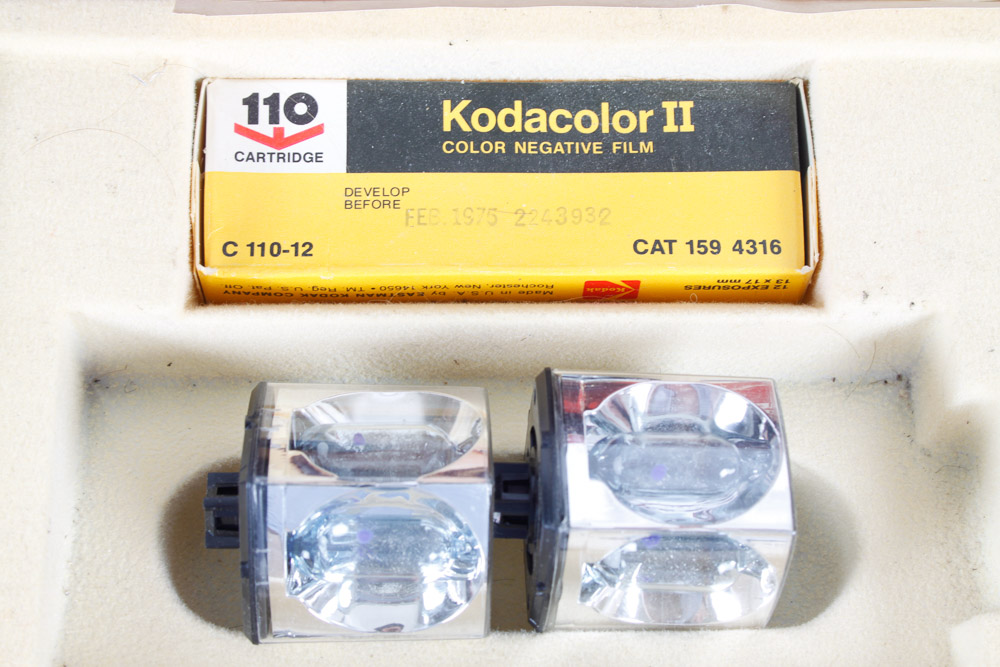 110
CARTRIDGE
Kodacolor II
COLOR NEGATIVE FILM
DEVELOP
BEFORE
FEB.1975 2243932
C 110-12
CAT 159 4316
12 EXPOSURES
13 x 17 mm
Kodak
Made in U.S.A. by EASTMAN KODAK COMPANY
Rochester, New York 14650 • TM. Reg. U.S. Pat Off